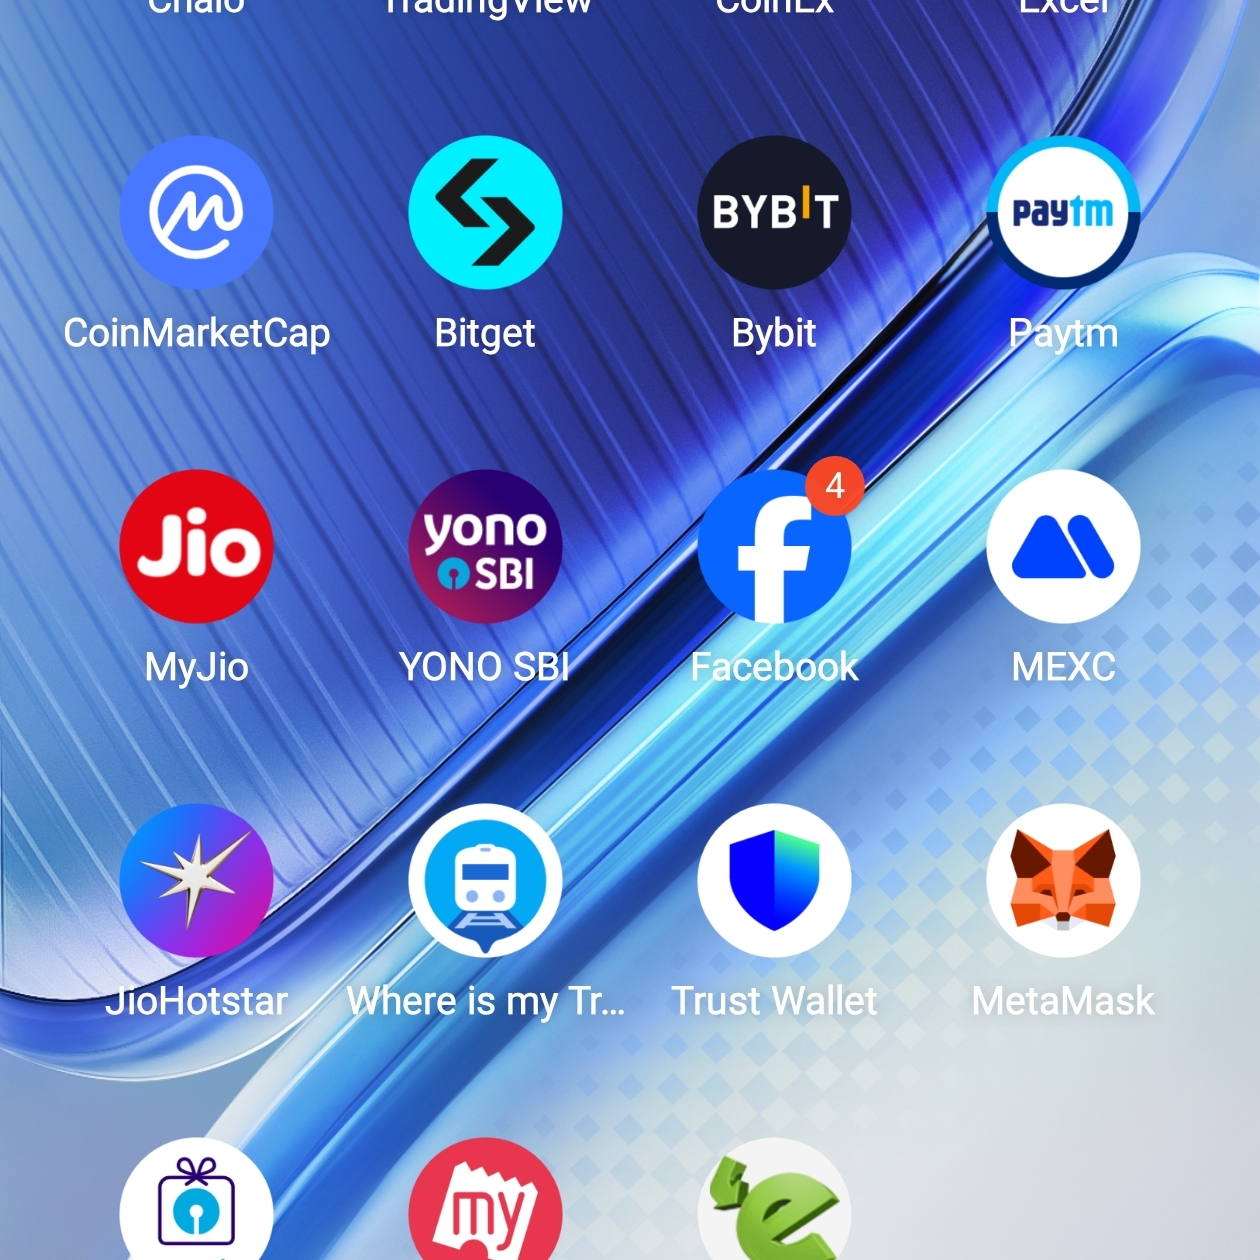 Chalo TradingView CoinEx Excel
BYBIT paytm
CoinMarketCap Bitget Bybit Paytm
4
Jio yono SBI
MyJio YONO SBI Facebook MEXC
JioHotstar Where is my Tr... Trust Wallet MetaMask
my